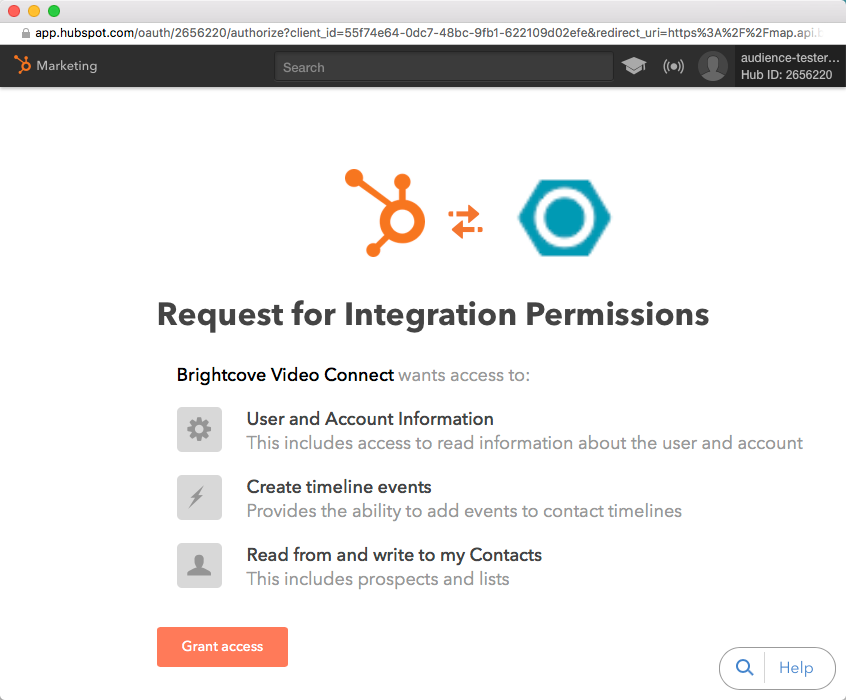 app.hubspot.com/oauth/2656220/authorize?client_id=55f74e64-0dc7-48bc-9fb1-622109d02efe&redirect_uri=https%3A%2F%2Fmap.api.
Marketing
Search
audience-tester...
Hub ID: 2656220
Request for Integration Permissions
Brightcove Video Connect wants access to:
User and Account Information
This includes access to read information about the user and account
Create timeline events
Provides the ability to add events to contact timelines
Read from and write to my Contacts
This includes prospects and lists
Grant access
Help